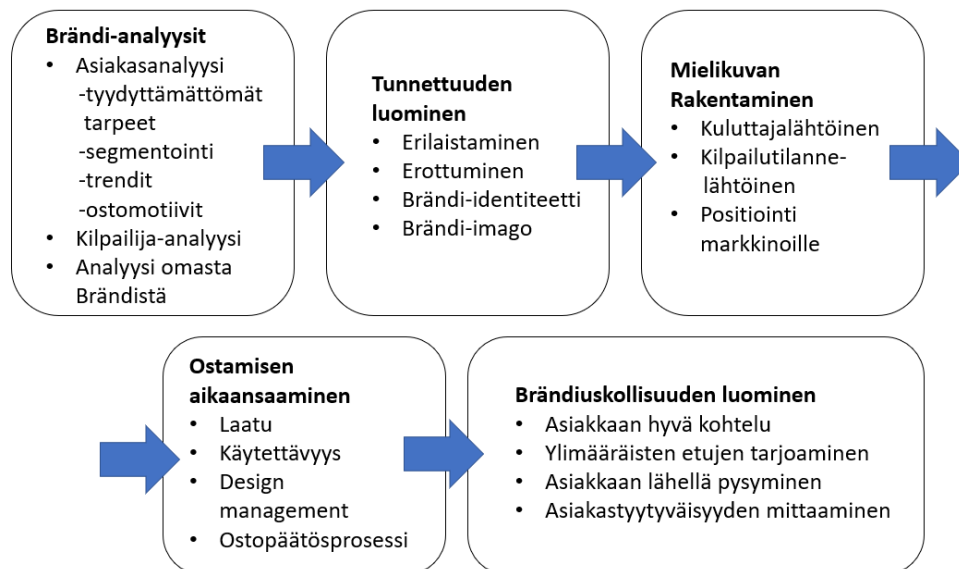 Brändi-analyysit
• Asiakasanalyysi
-tyydyttämättömät
tarpeet
-segmentointi
-trendit
-ostomotiivit
• Kilpailija-analyysi
• Analyysi omasta
Brändistä
Tunnettuuden
luominen
• Erilaistaminen
• Erottuminen
• Brändi-identiteetti
• Brändi-imago
Mielikuvan
Rakentaminen
• Kuluttajalähtöinen
• Kilpailutilanne-
lähtöinen
• Positiointi
markkinoille
Ostamisen
aikaansaaminen
• Laatu
• Käytettävyys
• Design
management
• Ostopäätösprosessi
Brändiuskollisuuden luominen
• Asiakkaan hyvä kohtelu
• Ylimääräisten etujen tarjoaminen
• Asiakkaan lähellä pysyminen
• Asiakastyytyväisyyden mittaaminen